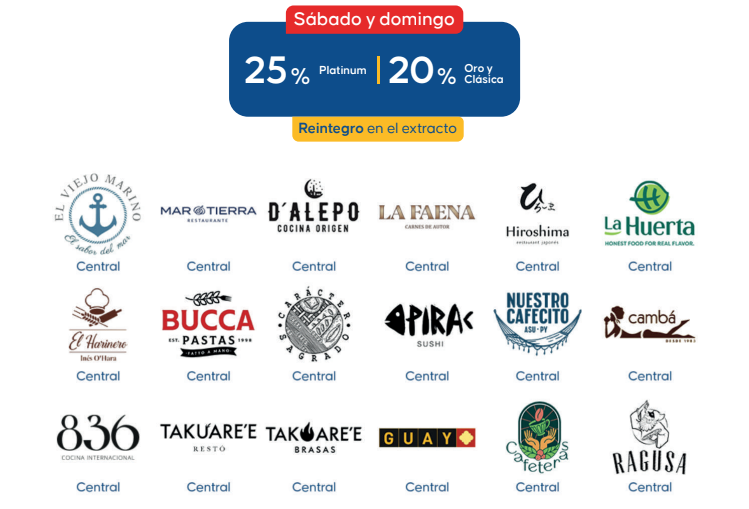 Sábado y domingo
25% Platinum 20% Oro y Clásica
Reintegro en el extracto
EL VIEJO MARINO
El sabor del mar
Central
MAR TIERRA
RESTAURANTE
Central
D'ALEPO
COCINA ORIGEN
Central
LA FAENA
CARNES DE AUTOR
Central
Hiroshima
restaurant japonés
Central
La Huerta
HONEST FOOD FOR REAL FLAVOR.
Central
El Harinero
Inés O'Hara
Central
BUCCA
EST. PASTAS 1998
FATTO A MANO
Central
CARÁCTER
SAGRADO
Central
PIRA
SUSHI
Central
NUESTRO
CAFECITO
ASU·PY
Central
cambá
Central
836
COCINA INTERNACIONAL
Central
TAKUARE'E
RESTÓ
Central
TAKUARE'E
BRASAS
Central
GUAY
Central
Cafeteras
Central
RAGUSA
Central